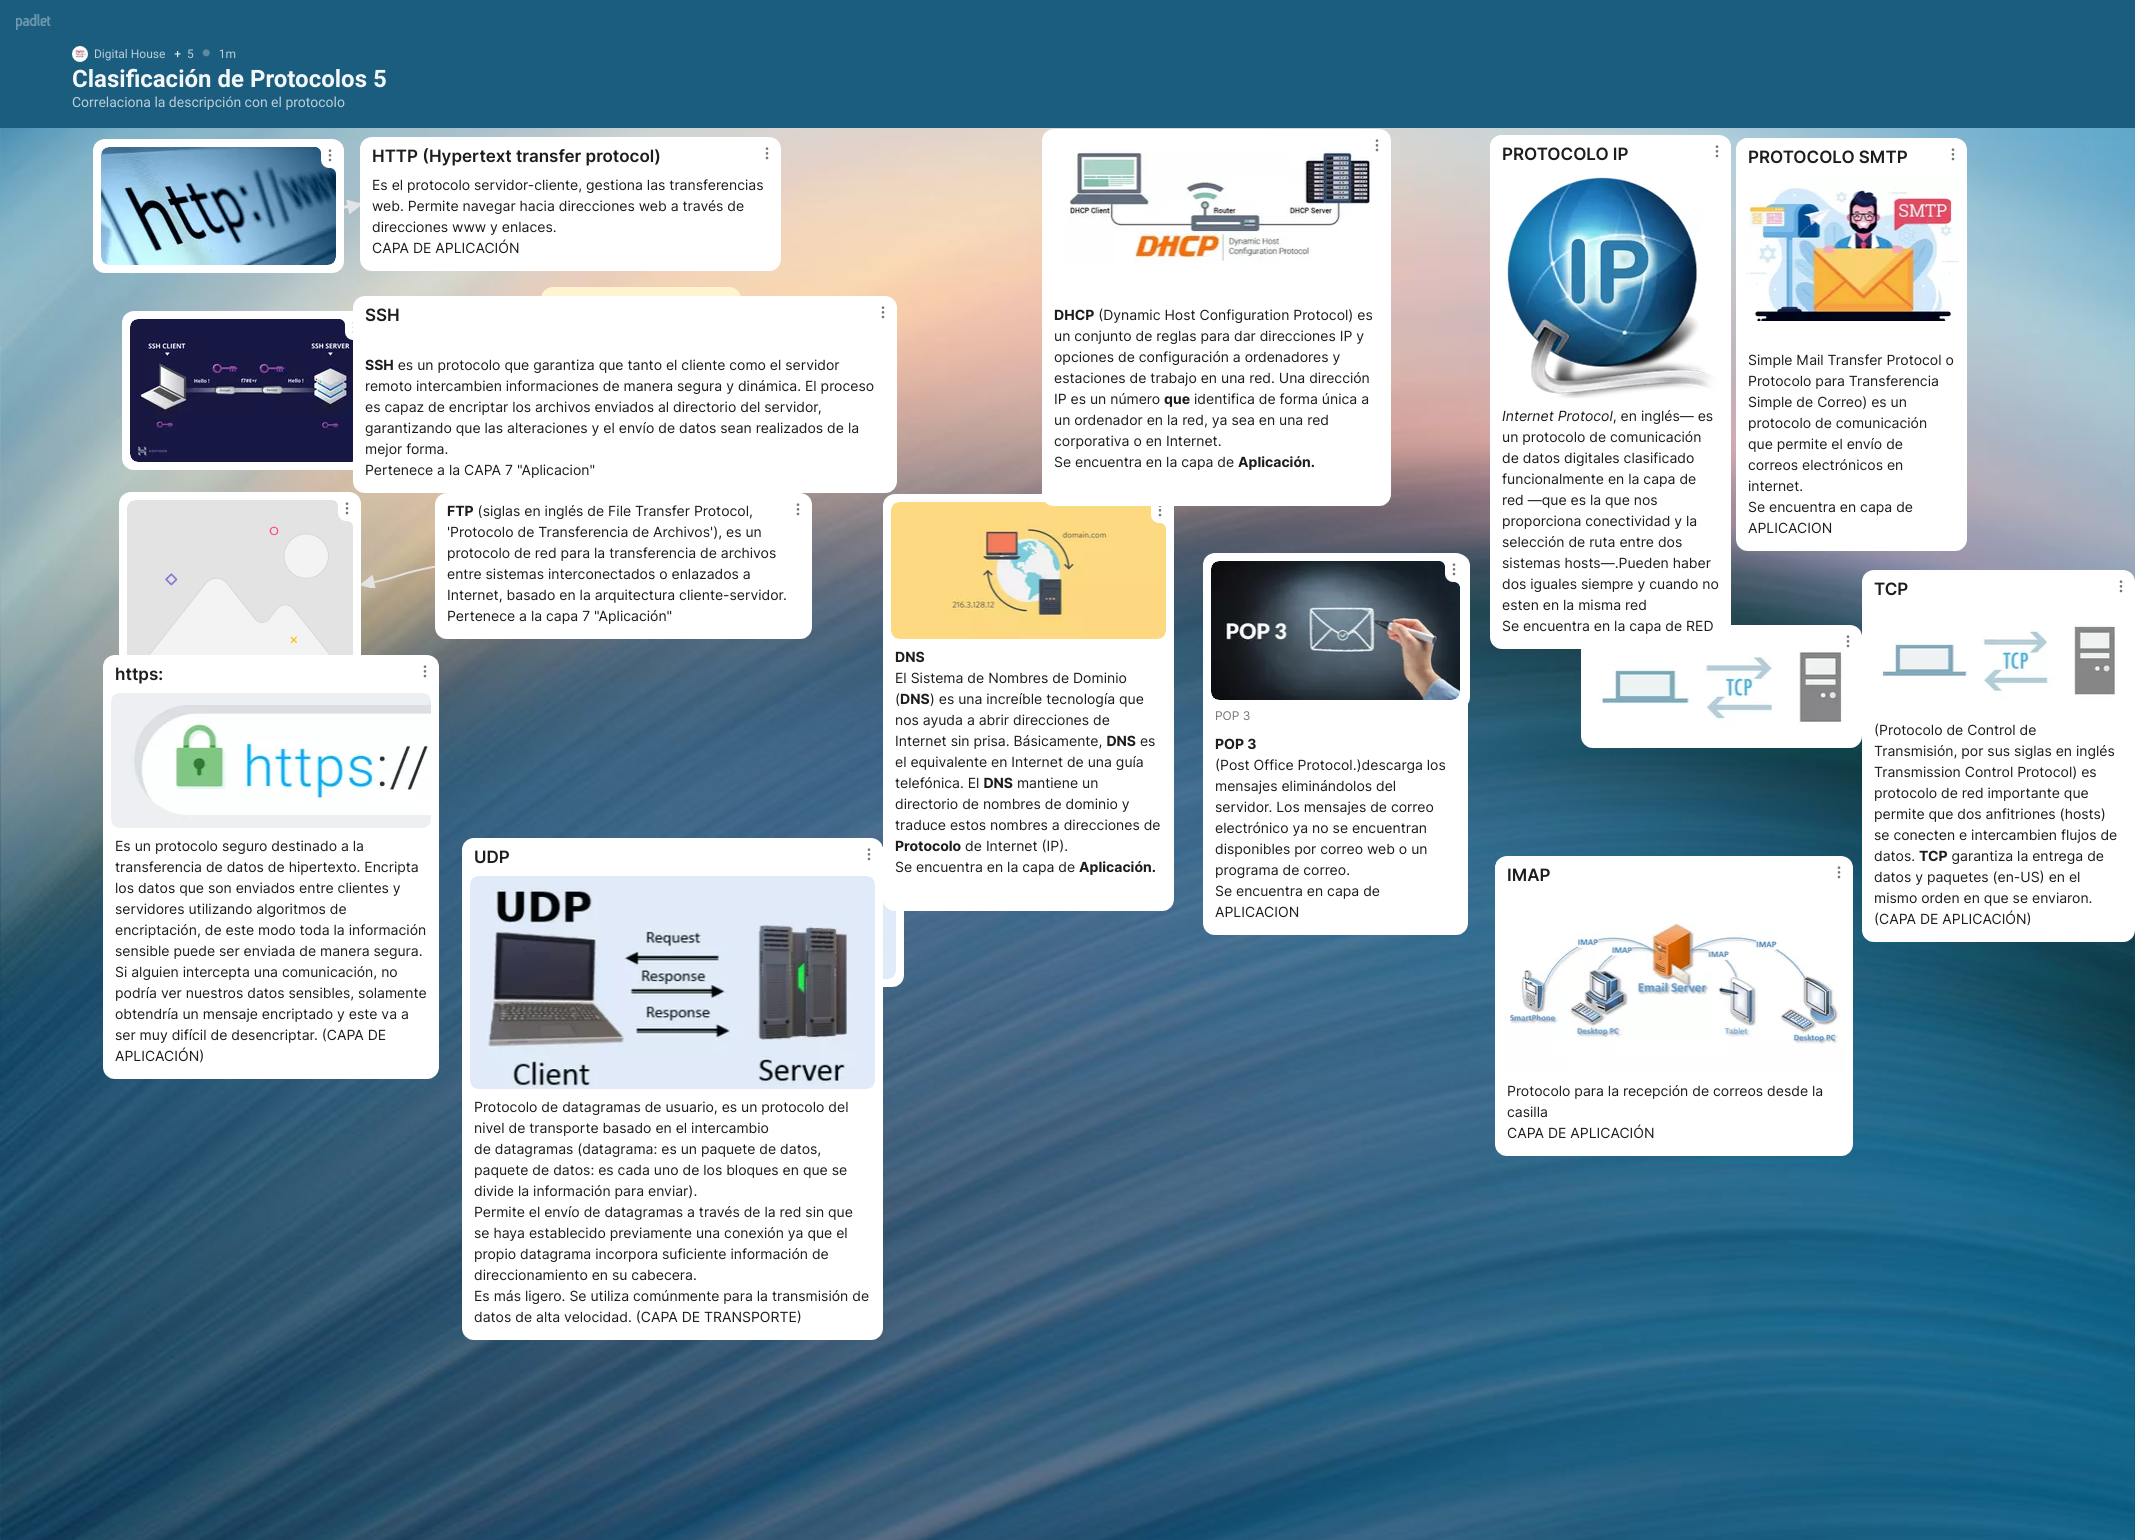 padlet
Digital House + 5 1m
Clasificación de Protocolos 5
Correlaciona la descripción con el protocolo
http://ww
HTTP (Hypertext transfer protocol)
Es el protocolo servidor-cliente, gestiona las transferencias
web. Permite navegar hacia direcciones web a través de
direcciones www y enlaces.
CAPA DE APLICACIÓN
SSH CLIENT
SSH SERVER
Hello !
Hello !
SSH
SSH es un protocolo que garantiza que tanto el cliente como el servidor
remoto intercambien informaciones de manera segura y dinámica. El proceso
es capaz de encriptar los archivos enviados al directorio del servidor,
garantizando que las alteraciones y el envío de datos sean realizados de la
mejor forma.
Pertenece a la CAPA 7 "Aplicacion"
FTP (siglas en inglés de File Transfer Protocol,
'Protocolo de Transferencia de Archivos'), es un
protocolo de red para la transferencia de archivos
entre sistemas interconectados o enlazados a
Internet, basado en la arquitectura cliente-servidor.
Pertenece a la capa 7 "Aplicación"
https:
https://
Es un protocolo seguro destinado a la
transferencia de datos de hipertexto. Encripta
los datos que son enviados entre clientes y
servidores utilizando algoritmos de
encriptación, de este modo toda la información
sensible puede ser enviada de manera segura.
Si alguien intercepta una comunicación, no
podría ver nuestros datos sensibles, solamente
obtendría un mensaje encriptado y este va a
ser muy difícil de desencriptar. (CAPA DE
APLICACIÓN)
UDP
UDP
Request
Response
Response
Client
Server
Protocolo de datagramas de usuario, es un protocolo del
nivel de transporte basado en el intercambio
de datagramas (datagrama: es un paquete de datos,
paquete de datos: es cada uno de los bloques en que se
divide la información para enviar).
Permite el envío de datagramas a través de la red sin que
se haya establecido previamente una conexión ya que el
propio datagrama incorpora suficiente información de
direccionamiento en su cabecera.
Es más ligero. Se utiliza comúnmente para la transmisión de
datos de alta velocidad. (CAPA DE TRANSPORTE)
DHCP Client
Router
DHCP Server
DHCP
Dynamic Host
Configuration Protocol
DHCP (Dynamic Host Configuration Protocol) es
un conjunto de reglas para dar direcciones IP y
opciones de configuración a ordenadores y
estaciones de trabajo en una red. Una dirección
IP es un número que identifica de forma única a
un ordenador en la red, ya sea en una red
corporativa o en Internet.
Se encuentra en la capa de Aplicación.
domain.com
216.3.128.12
DNS
El Sistema de Nombres de Dominio
(DNS) es una increíble tecnología que
nos ayuda a abrir direcciones de
Internet sin prisa. Básicamente, DNS es
el equivalente en Internet de una guía
telefónica. El DNS mantiene un
directorio de nombres de dominio y
traduce estos nombres a direcciones de
Protocolo de Internet (IP).
Se encuentra en la capa de Aplicación.
POP 3
POP 3
POP 3
(Post Office Protocol.)descarga los
mensajes eliminándolos del
servidor. Los mensajes de correo
electrónico ya no se encuentran
disponibles por correo web o un
programa de correo.
Se encuentra en capa de
APLICACION
PROTOCOLO IP
IP
Internet Protocol, en inglés— es
un protocolo de comunicación
de datos digitales clasificado
funcionalmente en la capa de
red —que es la que nos
proporciona conectividad y la
selección de ruta entre dos
sistemas hosts—.Pueden haber
dos iguales siempre y cuando no
esten en la misma red
Se encuentra en la capa de RED
PROTOCOLO SMTP
SMTP
Simple Mail Transfer Protocol o
Protocolo para Transferencia
Simple de Correo) es un
protocolo de comunicación
que permite el envío de
correos electrónicos en
internet.
Se encuentra en capa de
APLICACION
TCP
TCP
TCP
(Protocolo de Control de
Transmisión, por sus siglas en inglés
Transmission Control Protocol) es
protocolo de red importante que
permite que dos anfitriones (hosts)
se conecten e intercambien flujos de
datos. TCP garantiza la entrega de
datos y paquetes (en-US) en el
mismo orden en que se enviaron.
(CAPA DE APLICACIÓN)
IMAP
IMAP
IMAP
IMAP
IMAP
Email Server
SmartPhone
Desktop PC
Tablet
Desktop PC
Protocolo para la recepción de correos desde la
casilla
CAPA DE APLICACIÓN